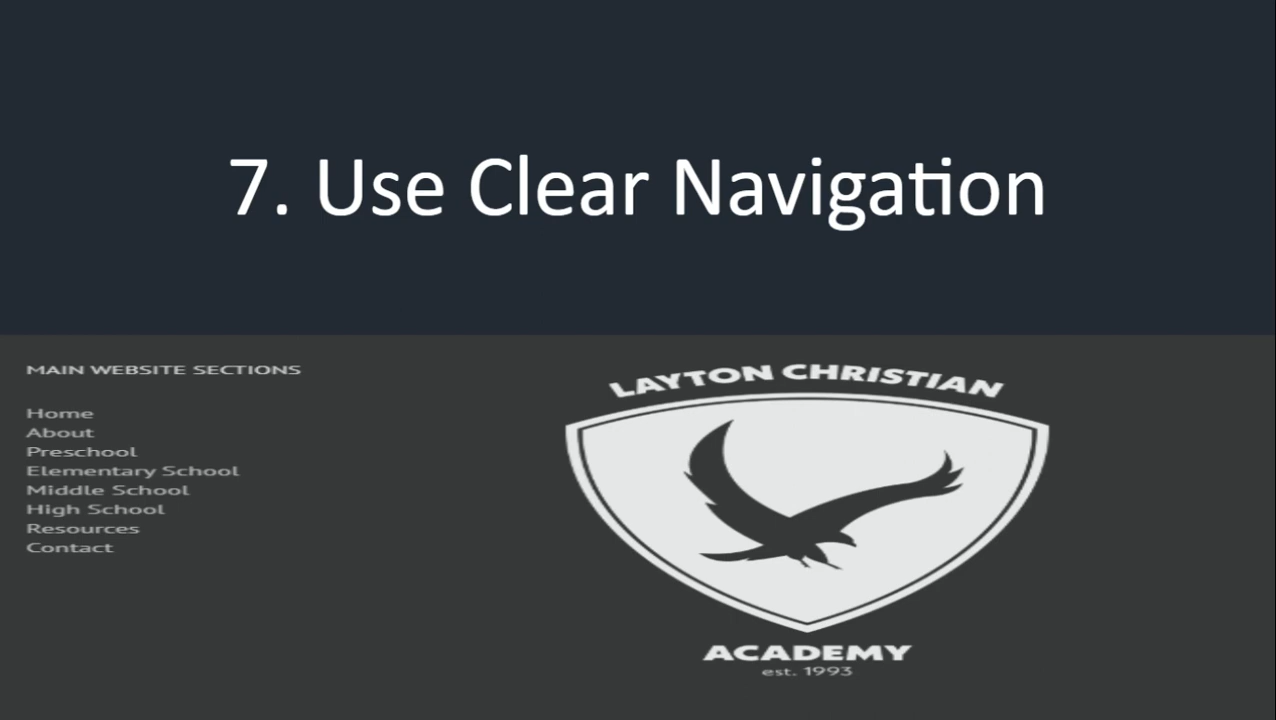 7. Use Clear Navigation
MAIN WEBSITE SECTIONS
Home
About
Preschool
Elementary School
Middle School
High School
Resources
Contact
LAYTON CHRISTIAN
ACADEMY
est. 1993